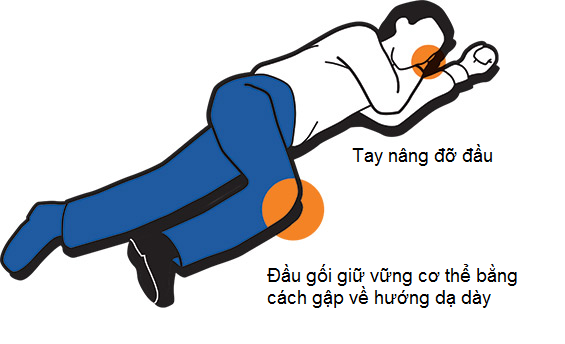 Tay nâng đỡ đầu
Đầu gối giữ vững cơ thể bằng
cách gập về hướng dạ dày